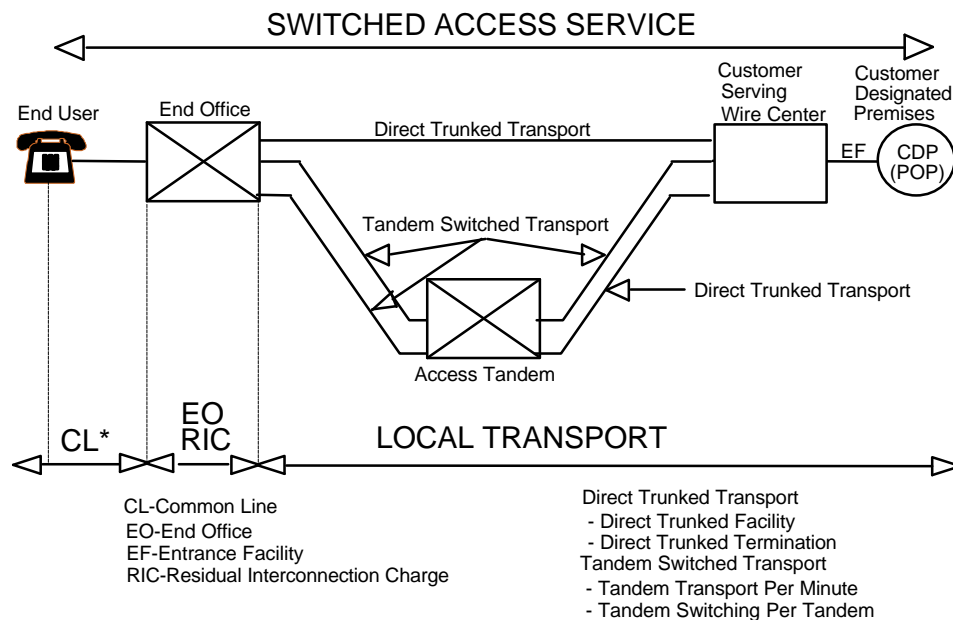 SWITCHED ACCESS SERVICE
End User
End Office
Customer
Serving
Wire Center
Customer
Designated
Premises
Direct Trunked Transport
EF
CDP
(POP)
Tandem Switched Transport
Direct Trunked Transport
Access Tandem
CL*
EO
RIC
LOCAL TRANSPORT
CL-Common Line
EO-End Office
EF-Entrance Facility
RIC-Residual Interconnection Charge
Direct Trunked Transport
- Direct Trunked Facility
- Direct Trunked Termination
Tandem Switched Transport
- Tandem Transport Per Minute
- Tandem Switching Per Tandem